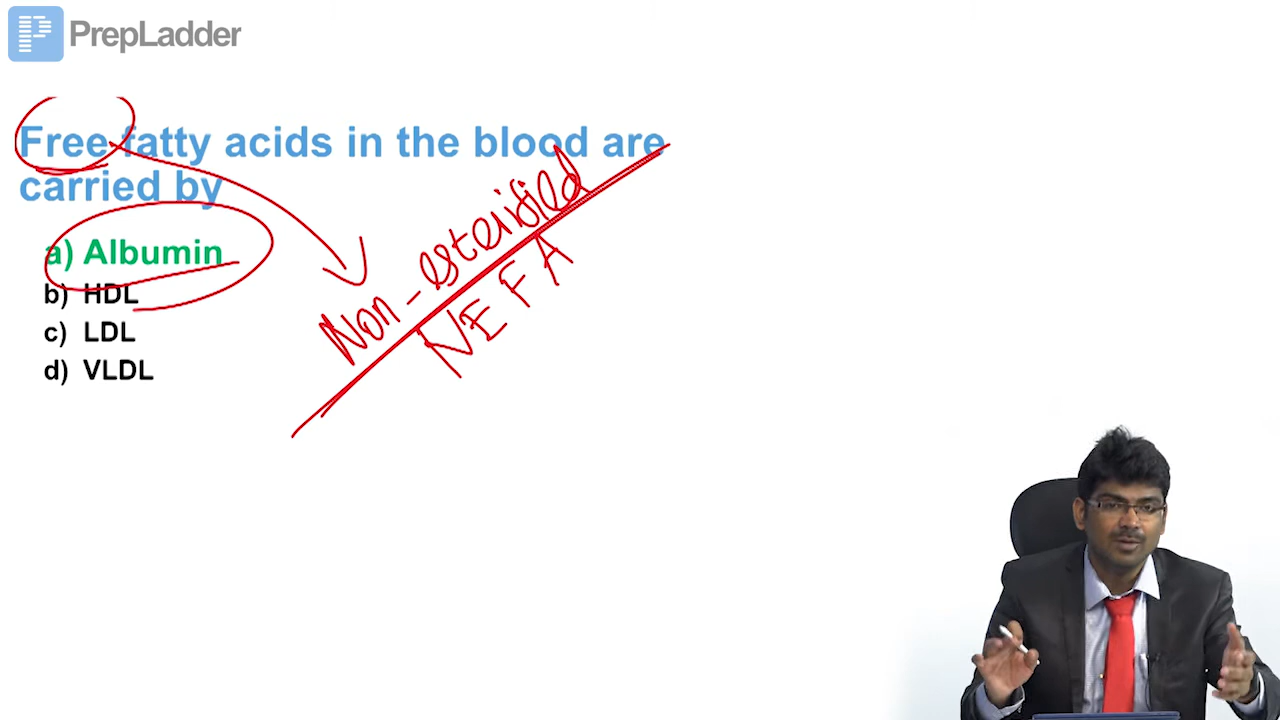 PrepLadder
Free fatty acids in the blood are
carried by
a) Albumin
b) HDL
c) LDL
d) VLDL
Non-esterified
NEFA